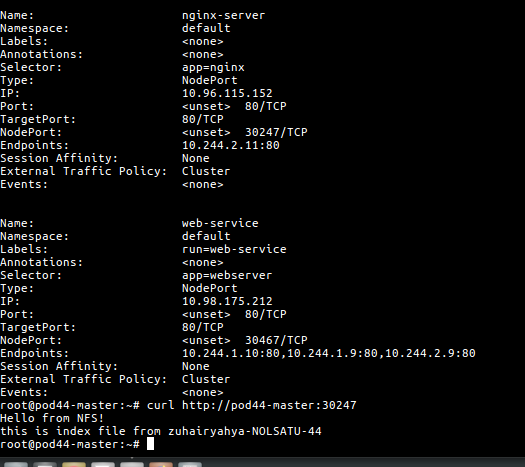 Name:                     nginx-server
Namespace:                default
Labels:                   <none>
Annotations:              <none>
Selector:                 app=nginx
Type:                     NodePort
IP:                       10.96.115.152
Port:                     <unset>  80/TCP
TargetPort:               80/TCP
NodePort:                 <unset>  30247/TCP
Endpoints:                10.244.2.11:80
Session Affinity:         None
External Traffic Policy:  Cluster
Events:                   <none>
Name:                     web-service
Namespace:                default
Labels:                   run=web-service
Annotations:              <none>
Selector:                 app=webserver
Type:                     NodePort
IP:                       10.98.175.212
Port:                     <unset>  80/TCP
TargetPort:               80/TCP
NodePort:                 <unset>  30467/TCP
Endpoints:                10.244.1.10:80,10.244.1.9:80,10.244.2.9:80
Session Affinity:         None
External Traffic Policy:  Cluster
Events:                   <none>
root@pod44-master:~# curl http://pod44-master:30247
Hello from NFS!
this is index file from zuhairyahya-NOLSATU-44
root@pod44-master:~#